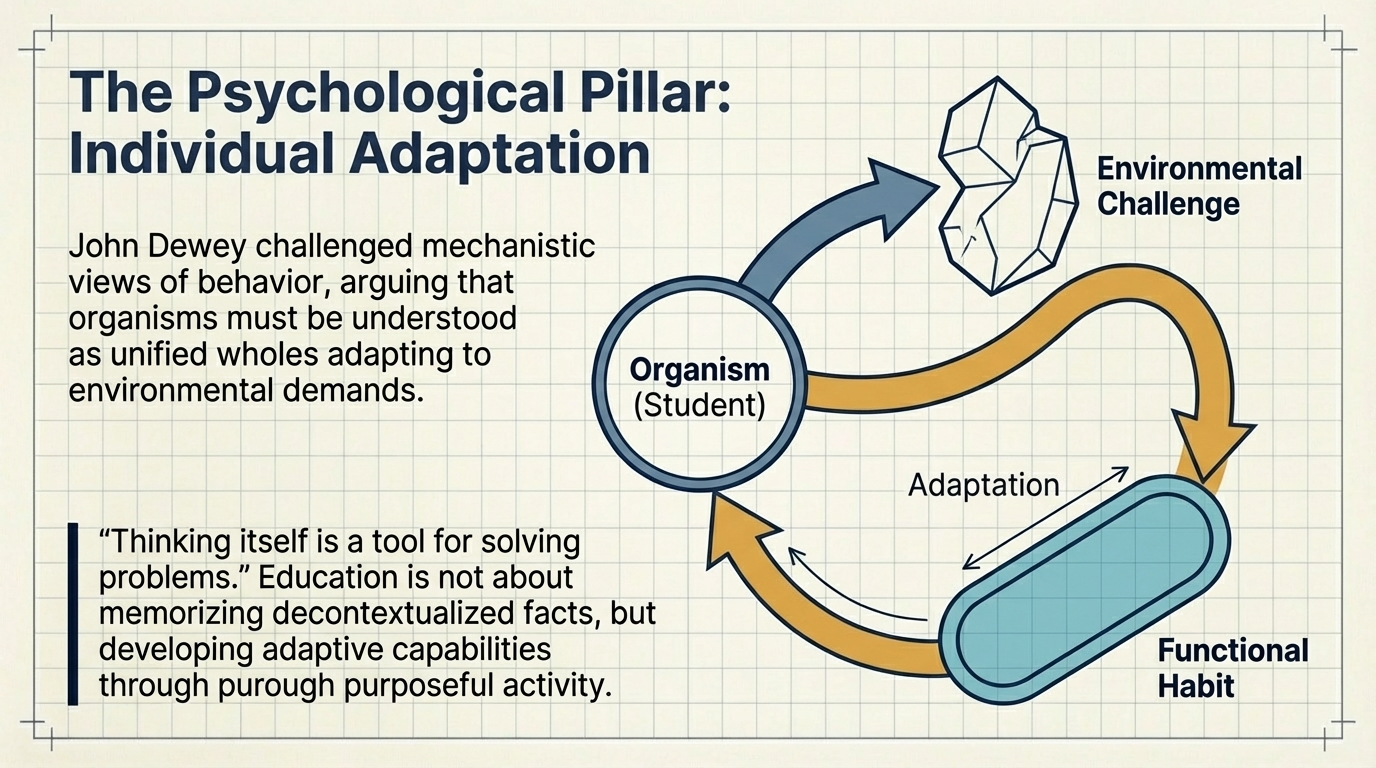 The Psychological Pillar:
Individual Adaptation
John Dewey challenged mechanistic
views of behavior, arguing that
organisms must be understood
as unified wholes adapting to
environmental demands.
“Thinking itself is a tool for solving
problems.” Education is not about
memorizing decontextualized facts, but
developing adaptive capabilities
through purough purposeful activity.
Environmental
Challenge
Organism
(Student)
Adaptation
Functional
Habit